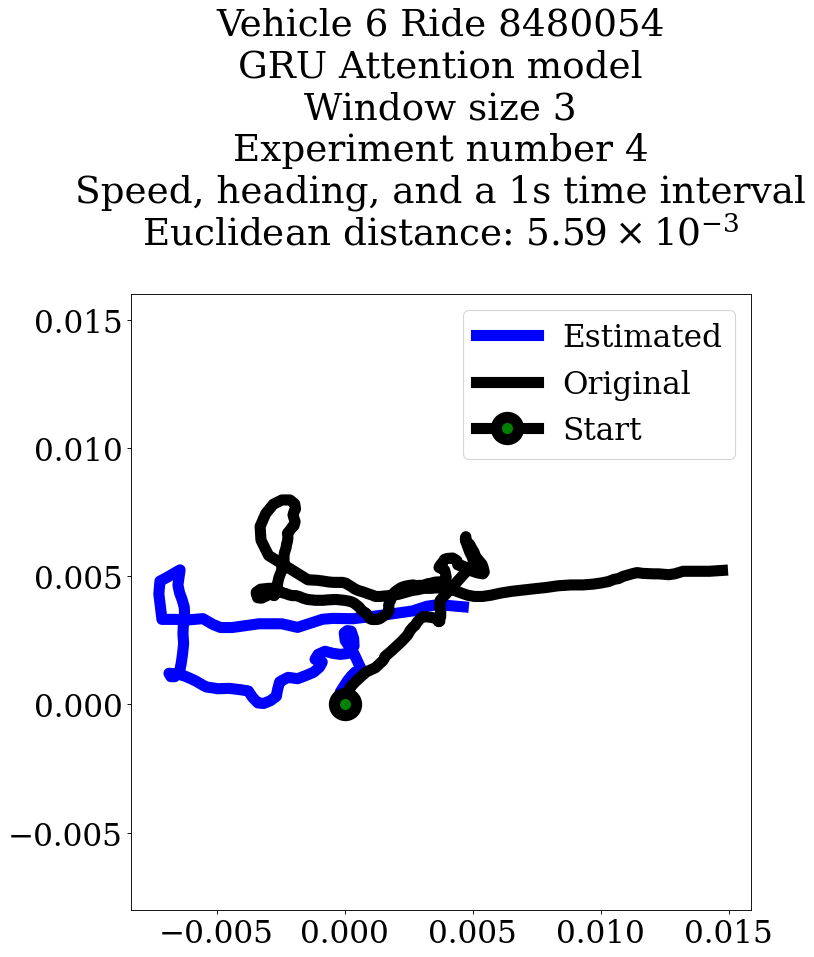 Vehicle 6 Ride 8480054
GRU Attention model
Window size 3
Experiment number 4
Speed, heading, and a 1s time interval
Euclidean distance: 5.59 × 10⁻³
Estimated
Original
Start
0.015
0.010
0.005
0.000
−0.005
−0.005 0.000 0.005 0.010 0.015